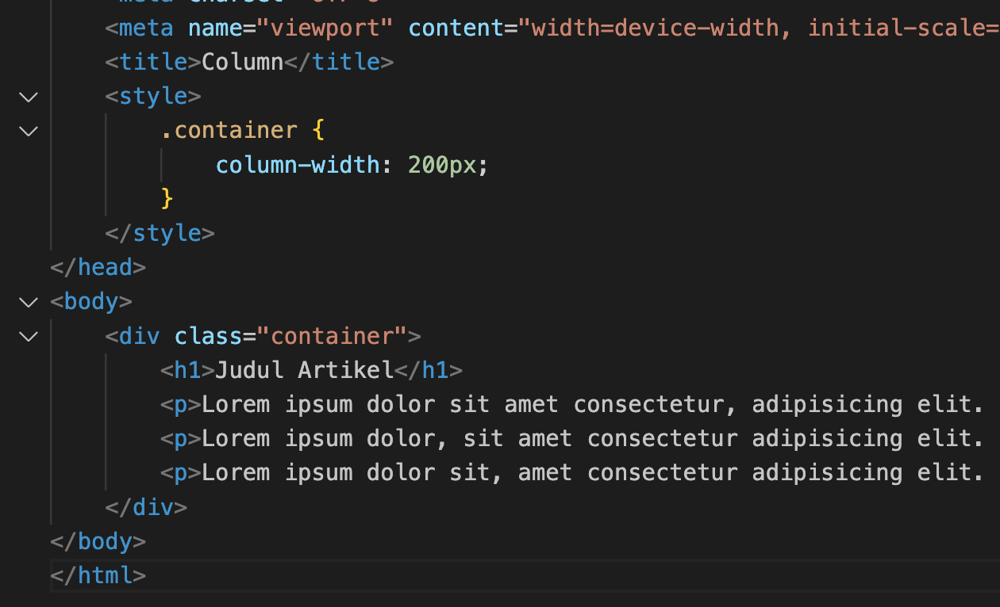 <meta name="viewport" content="width=device-width, initial-scale=
<title>Column</title>
<style>
.container {
column-width: 200px;
}
</style>
</head>
<body>
<div class="container">
<h1>Judul Artikel</h1>
<p>Lorem ipsum dolor sit amet consectetur, adipisicing elit.
<p>Lorem ipsum dolor, sit amet consectetur adipisicing elit.
<p>Lorem ipsum dolor sit, amet consectetur adipisicing elit.
</div>
</body>
</html>